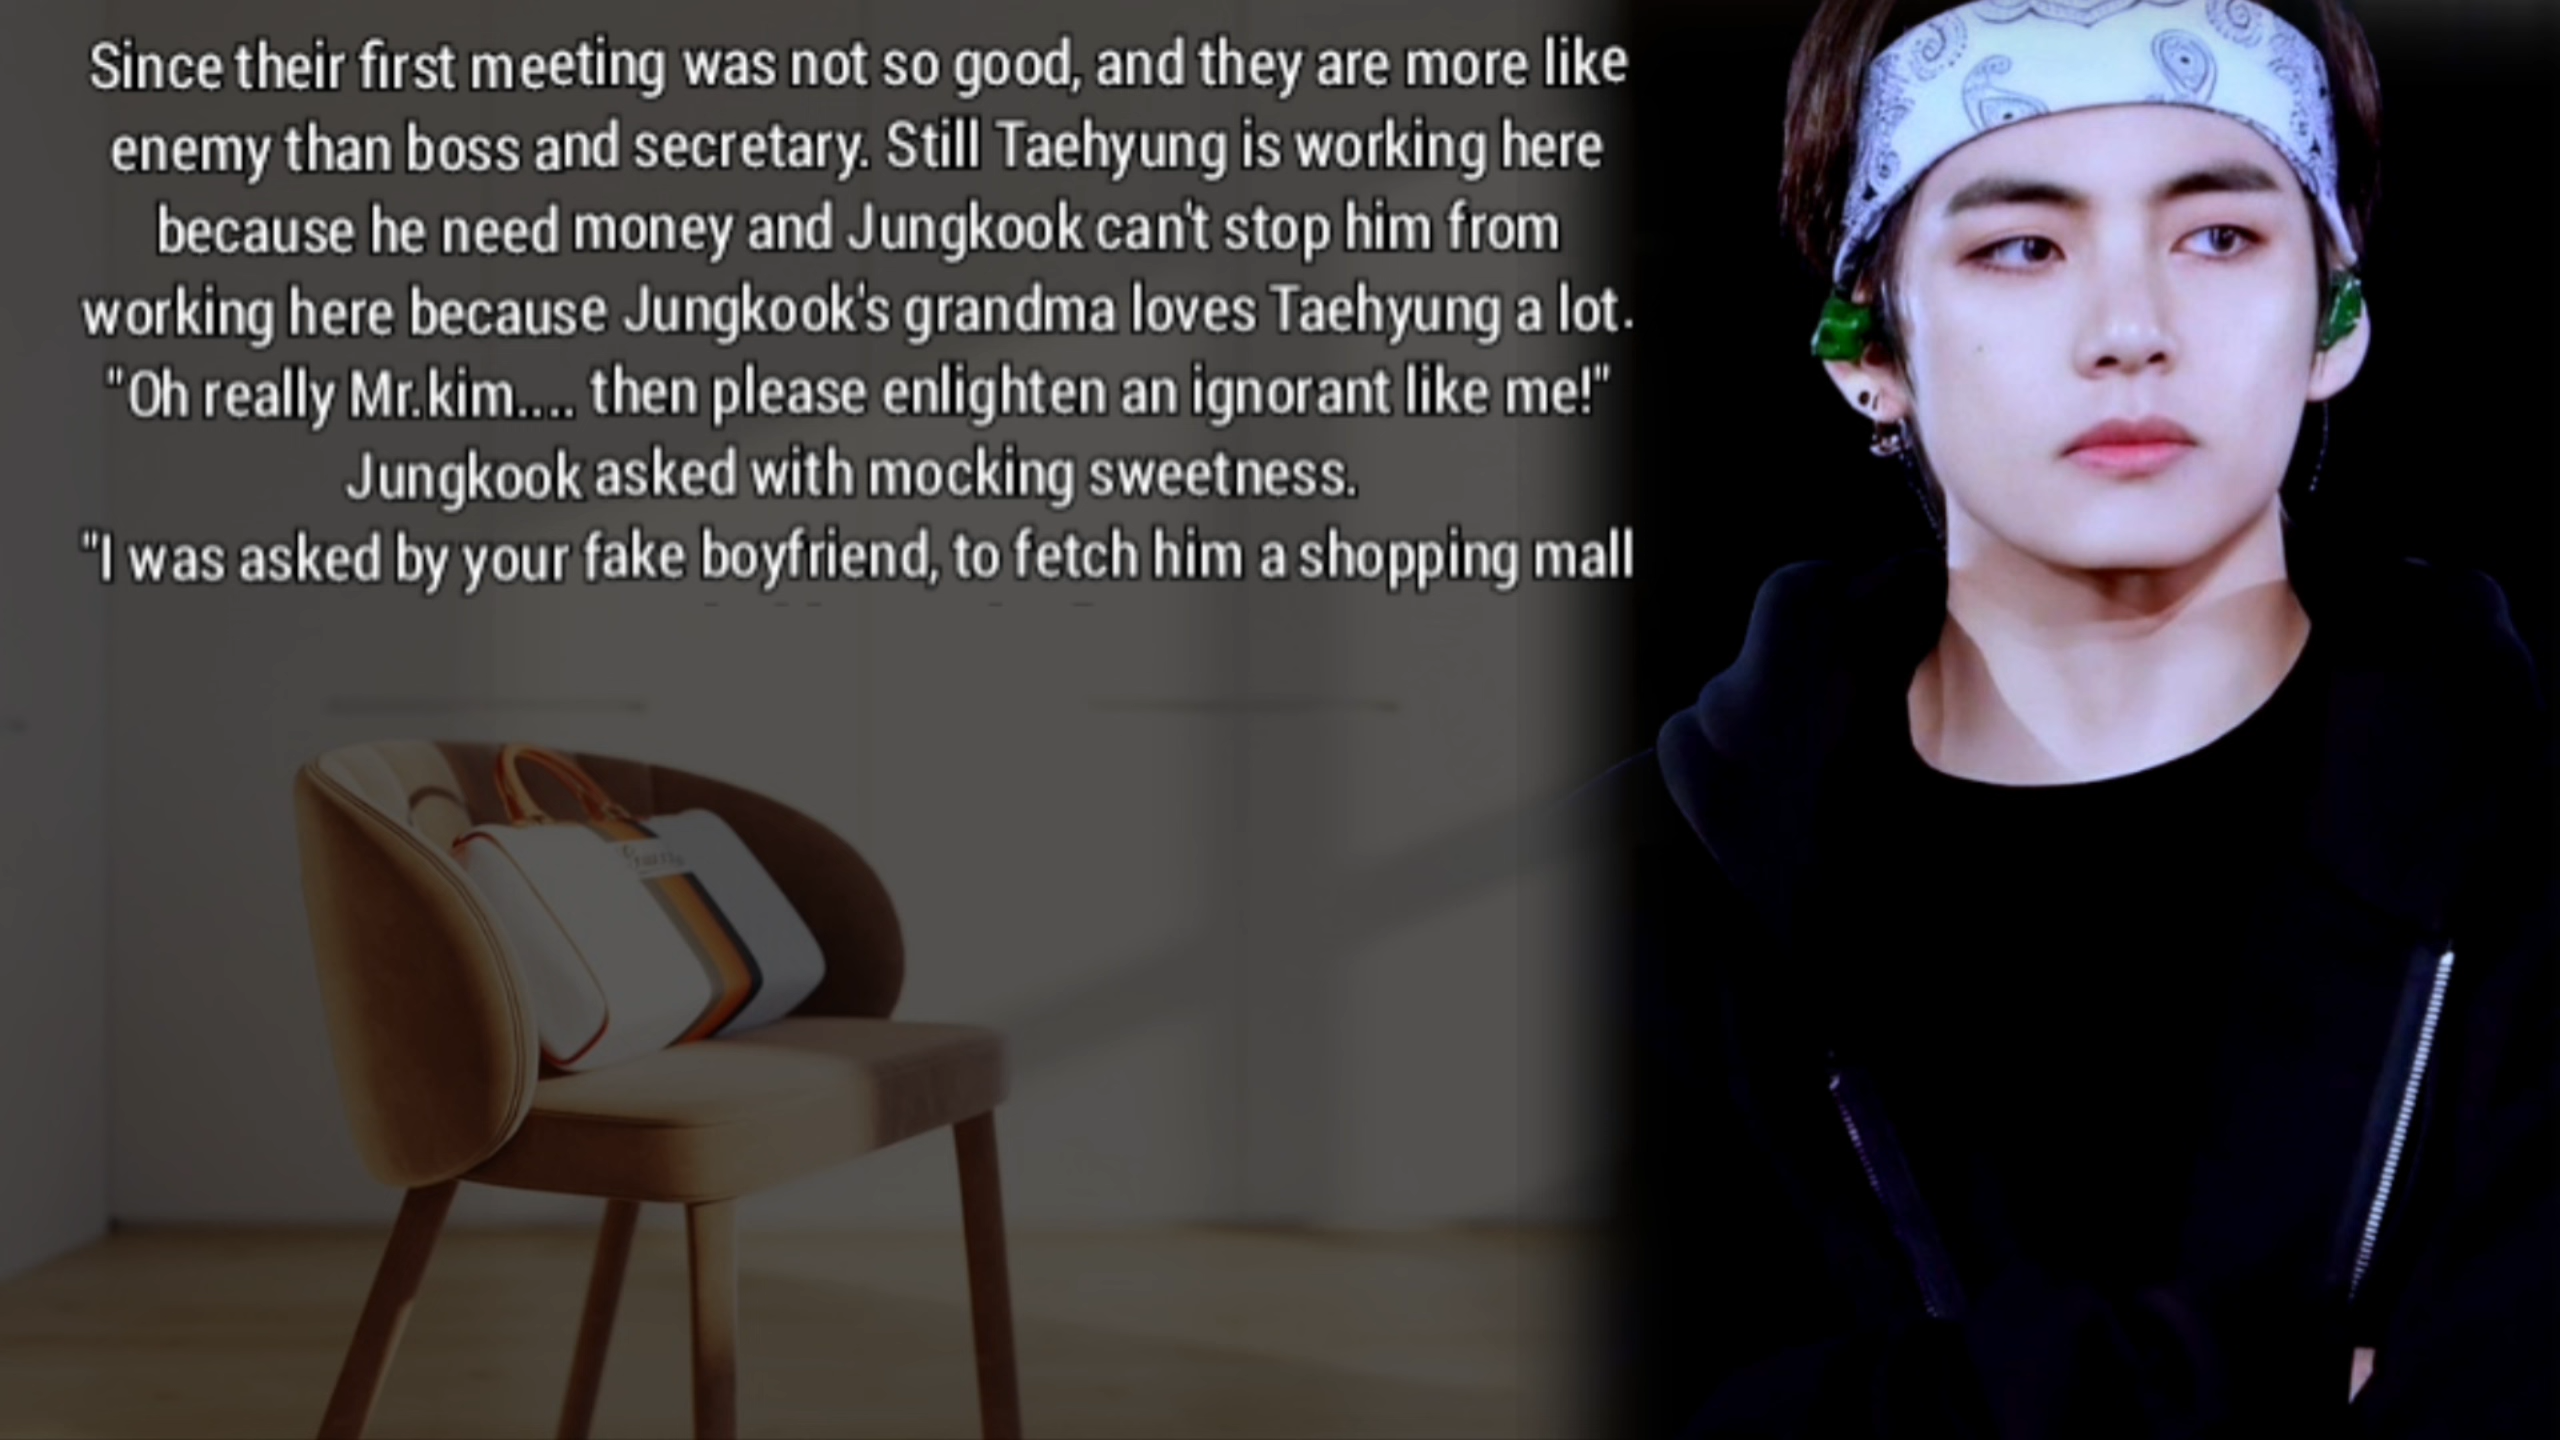 Since their first meeting was not so good, and they are more like
enemy than boss and secretary. Still Taehyung is working here
because he need money and Jungkook can't stop him from
working here because Jungkook's grandma loves Taehyung a lot.
"Oh really Mr.kim.... then please enlighten an ignorant like me!"
Jungkook asked with mocking sweetness.
"I was asked by your fake boyfriend, to fetch him a shopping mall